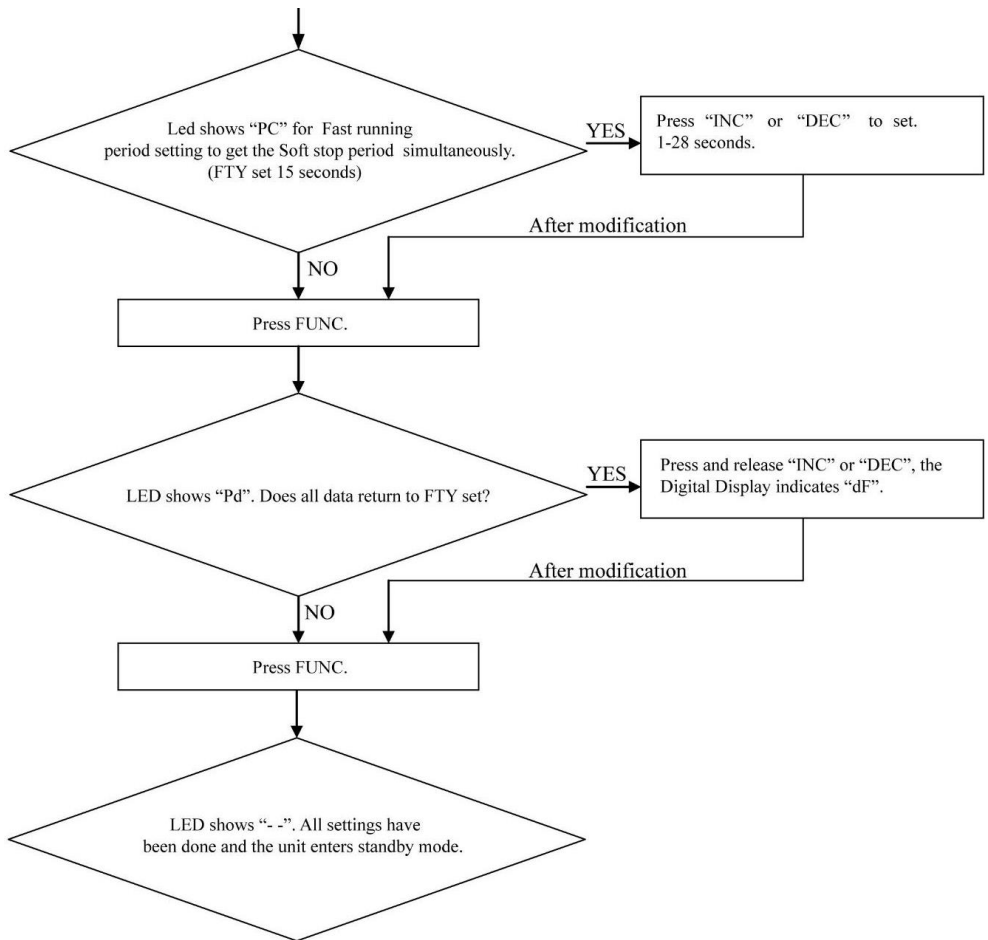 Led shows “PC” for Fast running
period setting to get the Soft stop period simultaneously.
(FTY set 15 seconds)
YES
Press “INC” or “DEC” to set.
1-28 seconds.
After modification
NO
Press FUNC.
LED shows “Pd”. Does all data return to FTY set?
YES
Press and release “INC” or “DEC”, the
Digital Display indicates “dF”.
After modification
NO
Press FUNC.
LED shows “- -”. All settings have
been done and the unit enters standby mode.